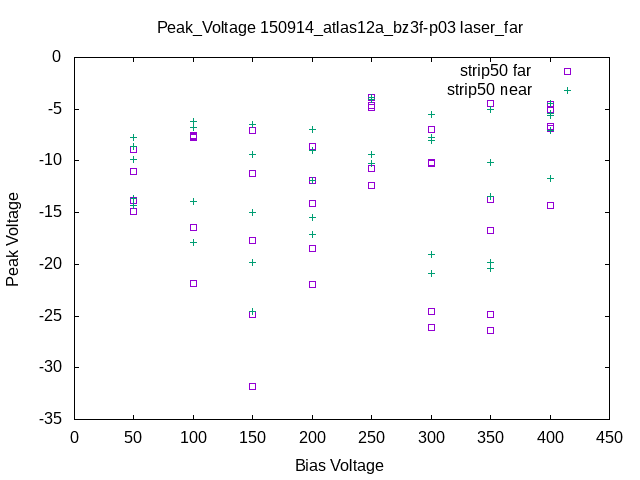 Peak_Voltage 150914_atlas12a_bz3f-p03 laser_far
strip50 far
strip50 near
0
-5
-10
-15
-20
-25
-30
-35
Peak Voltage
0 50 100 150 200 250 300 350 400 450
Bias Voltage